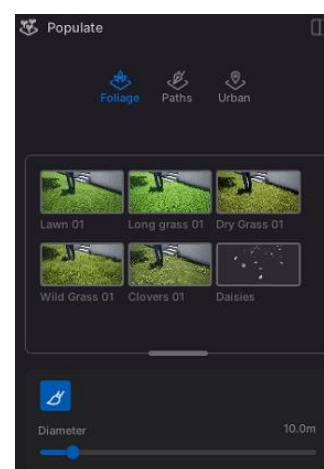 Populate
Foliage Paths Urban
Lawn 01 Long grass 01 Dry Grass 01
Wild Grass 01 Clovers 01 Daisies
Diameter 10.0m